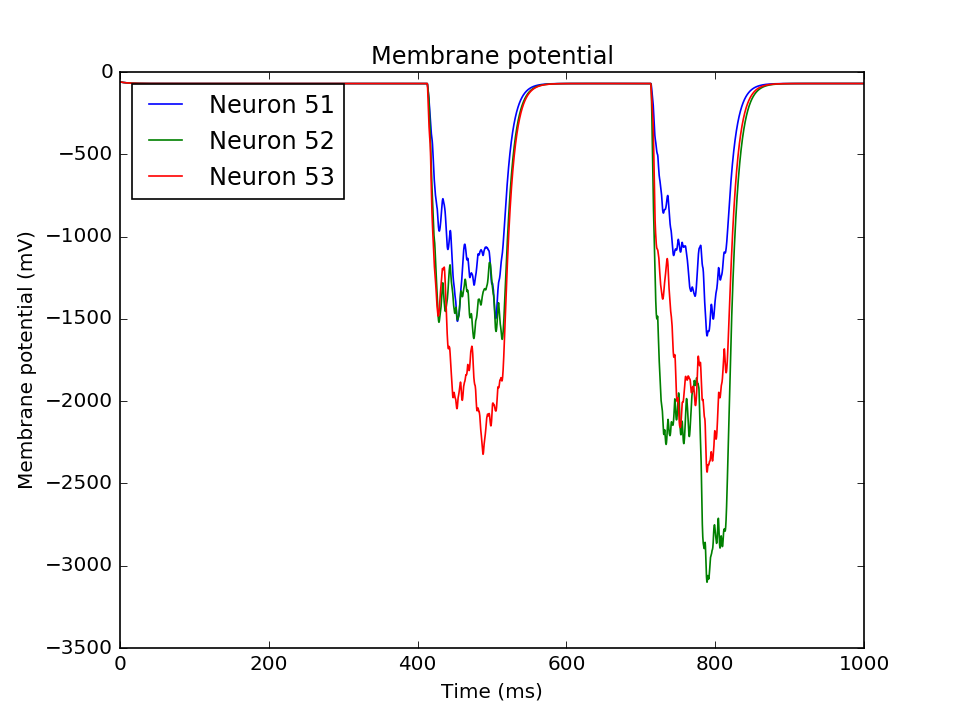 Membrane potential
0
−500
−1000
−1500
−2000
−2500
−3000
−3500
Membrane potential (mV)
Neuron 51
Neuron 52
Neuron 53
0 200 400 600 800 1000
Time (ms)